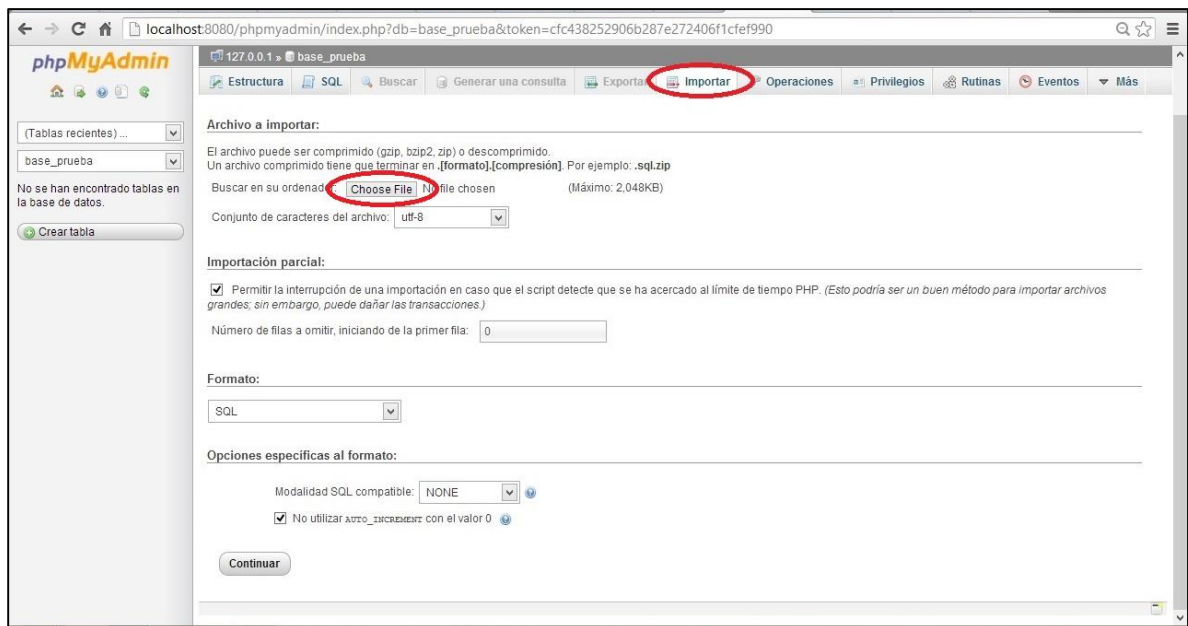 localhost:8080/phpmyadmin/index.php?db=base_prueba&token=cfc438252906b287e272406f1cfef990
phpMyAdmin
(Tablas recientes) ...
base_prueba
No se han encontrado tablas en
la base de datos.
Crear tabla
127.0.0.1 » base_prueba
Estructura SQL Buscar Generar una consulta Exportar Importar Operaciones Privilegios Rutinas Eventos Más
Archivo a importar:
El archivo puede ser comprimido (gzip, bzip2, zip) o descomprimido.
Un archivo comprimido tiene que terminar en .[formato].[compresión]. Por ejemplo: .sql.zip
Buscar en su ordenador: Choose File No file chosen (Máximo: 2,048KB)
Conjunto de caracteres del archivo: utf-8
Importación parcial:
Permitir la interrupción de una importación en caso que el script detecte que se ha acercado al límite de tiempo PHP. (Esto podría ser un buen método para importar archivos
grandes; sin embargo, puede dañar las transacciones.)
Número de filas a omitir, iniciando de la primer fila: 0
Formato:
SQL
Opciones específicas al formato:
Modalidad SQL compatible: NONE
No utilizar AUTO_INCREMENT con el valor 0
Continuar